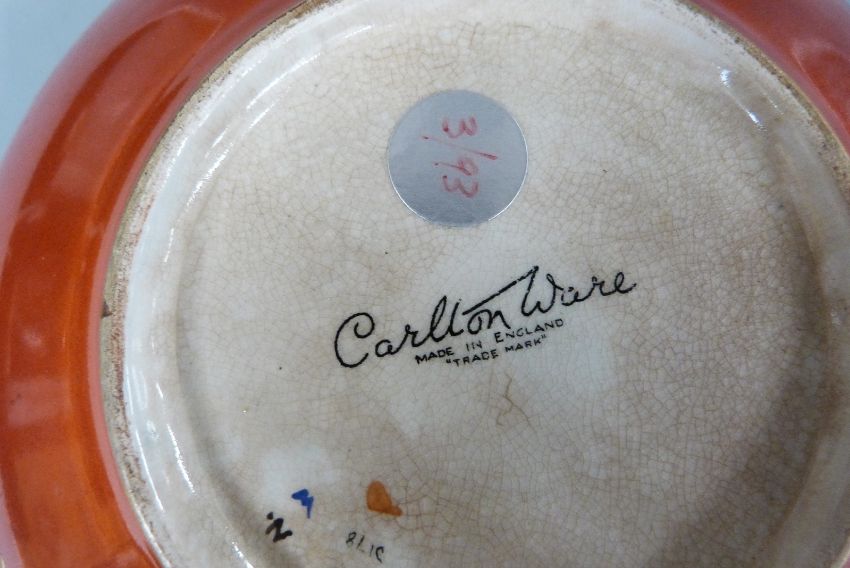 3/93
Carlton Ware
MADE IN ENGLAND
"TRADE MARK"